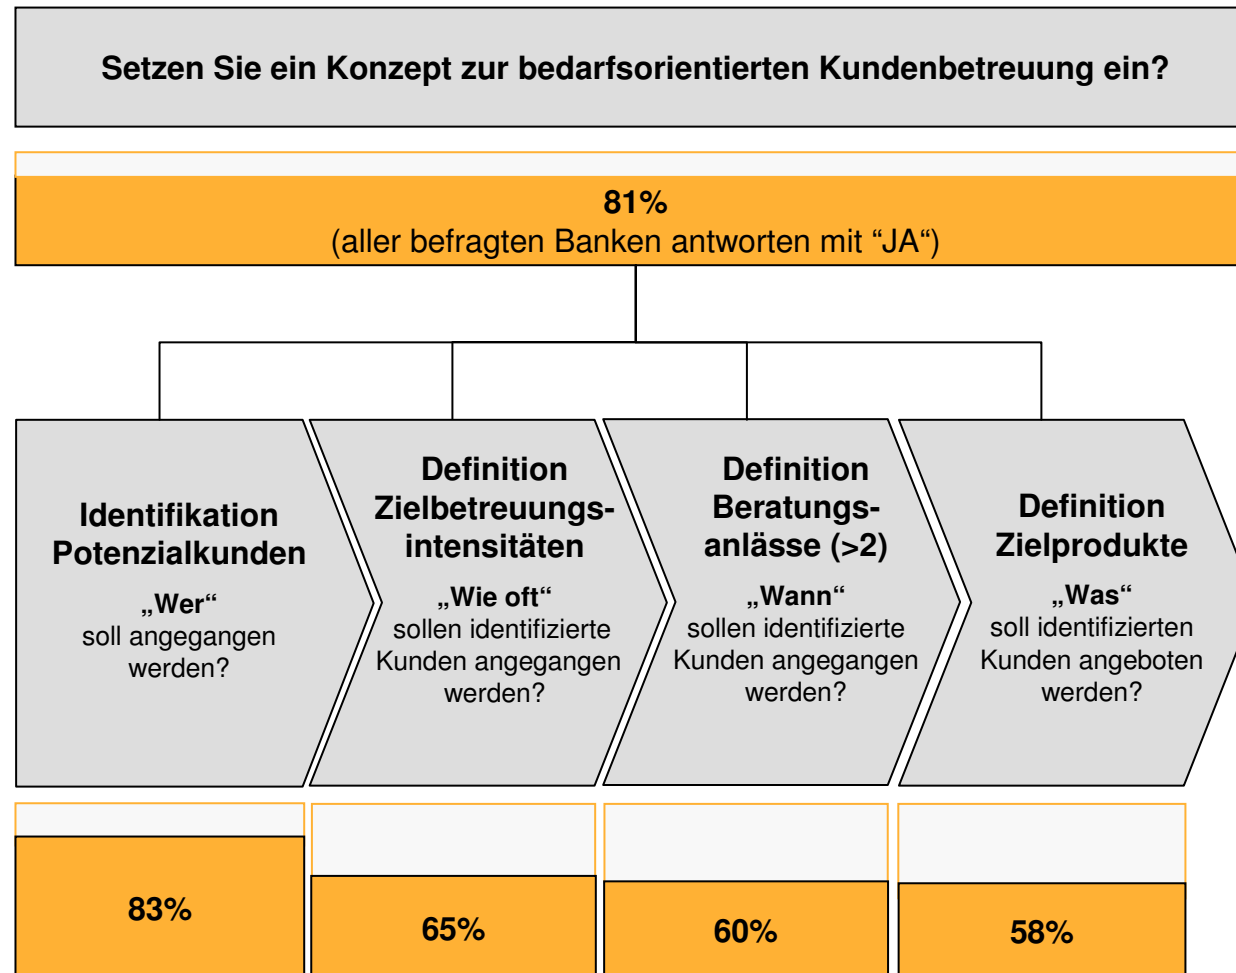 Setzen Sie ein Konzept zur bedarfsorientierten Kundenbetreuung ein?
81%
(aller befragten Banken antworten mit “JA“)
Identifikation
Potenzialkunden
„Wer“
soll angegangen
werden?
Definition
Zielbetreuungs-
intensitäten
„Wie oft“
sollen identifizierte
Kunden angegangen
werden?
Definition
Beratungs-
anlässe (>2)
„Wann“
sollen identifizierte
Kunden angegangen
werden?
Definition
Zielprodukte
„Was“
soll identifizierten
Kunden angeboten
werden?
83%
65%
60%
58%